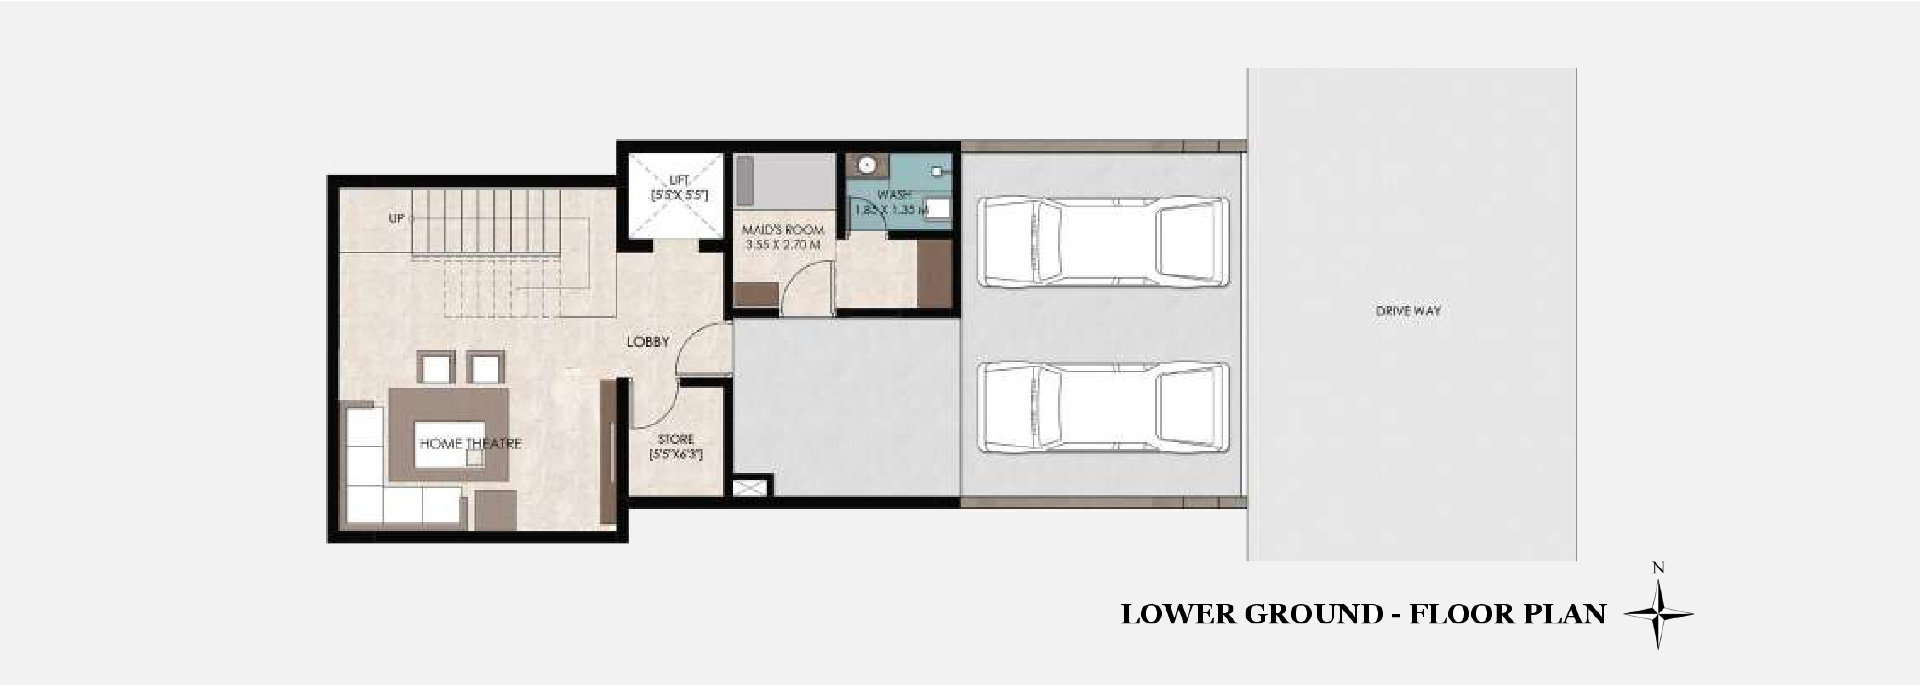 LIFT
[5'5"X 5'5"]
WASH
1.85 X 1.35 M
UP
MAID'S ROOM
3.55 X 2.70 M
DRIVE WAY
LOBBY
HOME THEATRE
STORE
[5'5"X6'3"]
N
LOWER GROUND - FLOOR PLAN